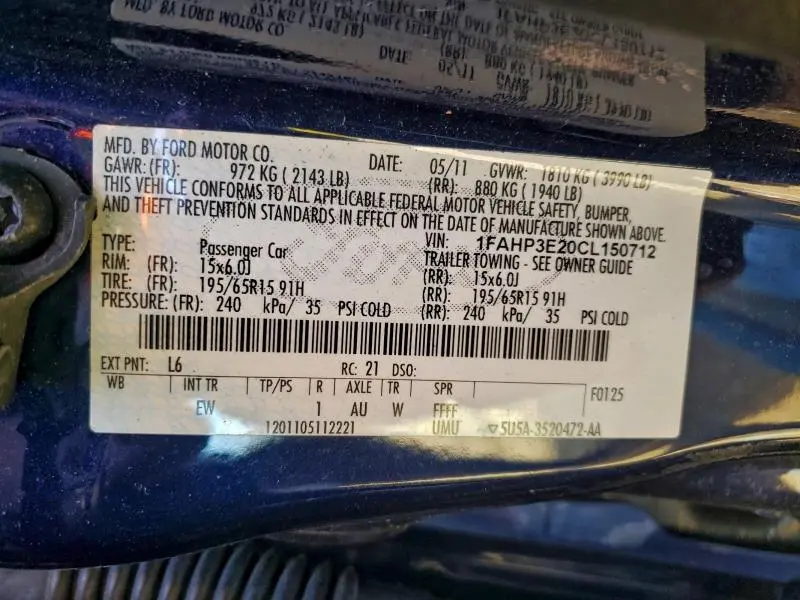 MFD. BY FORD MOTOR CO.
DATE: 05/11 GVWR: 1810 KG ( 3990 LB)
GAWR: (FR): 972 KG ( 2143 LB) (RR): 880 KG ( 1940 LB)
THIS VEHICLE CONFORMS TO ALL APPLICABLE FEDERAL MOTOR VEHICLE SAFETY, BUMPER,
AND THEFT PREVENTION STANDARDS IN EFFECT ON THE DATE OF MANUFACTURE SHOWN ABOVE.
VIN: 1FAHP3E20CL150712
TYPE: Passenger Car TRAILER TOWING - SEE OWNER GUIDE
RIM: (FR): 15x6.0J (RR): 15x6.0J
TIRE: (FR): 195/65R15 91H (RR): 195/65R15 91H
PRESSURE: (FR): 240 kPa/ 35 PSI COLD (RR): 240 kPa/ 35 PSI COLD
EXT PNT: L6 RC: 21 DSO:
WB INT TR TP/PS R AXLE TR SPR F0125
EW 1 AU W FFFF
1201105112221 UMU ▽5U5A-3520472-AA